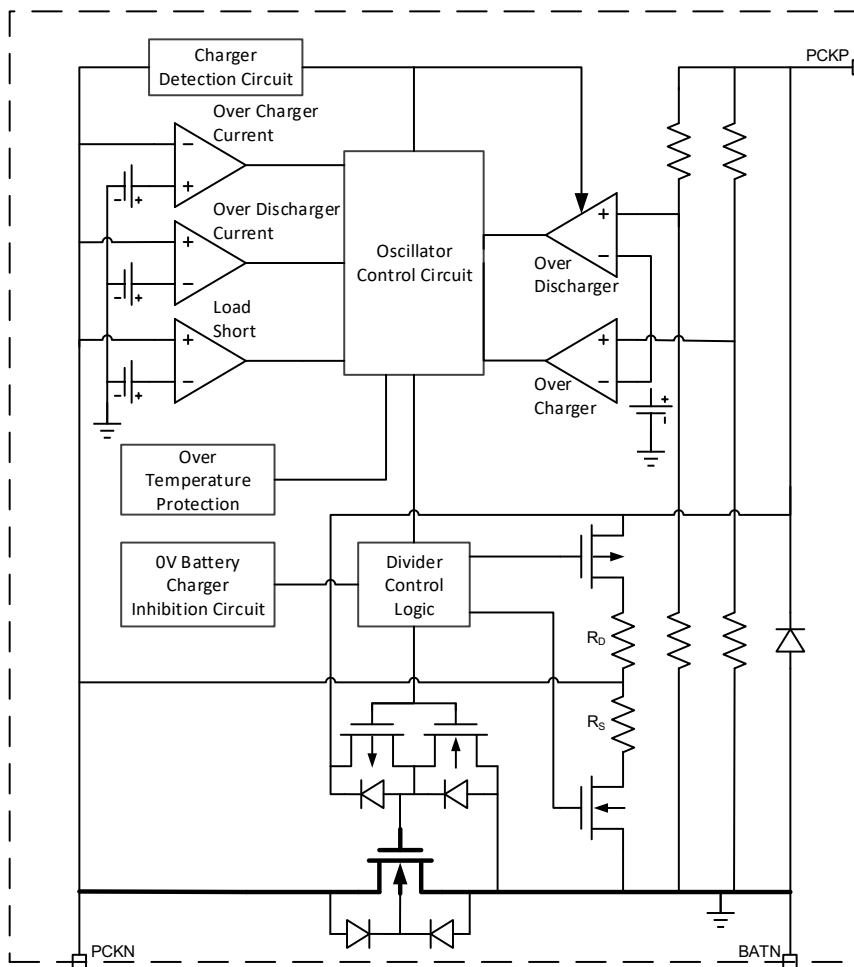 Charger
Detection Circuit
PCKP
Over Charger
Current
-
+
- +
Over Discharger
Current
+
-
- +
Load
Short
+
-
- +
Oscillator
Control Circuit
+
-
Over
Discharger
+
-
Over
Charger
+
-
Over
Temperature
Protection
0V Battery
Charger
Inhibition Circuit
Divider
Control
Logic
RD
RS
PCKN
BATN